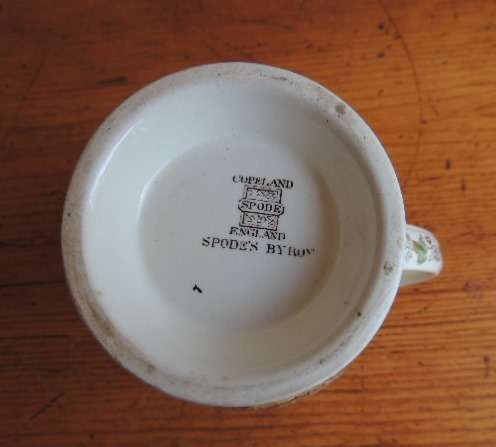 COPELAND
SPODE
ENGLAND
SPODE'S BYRON